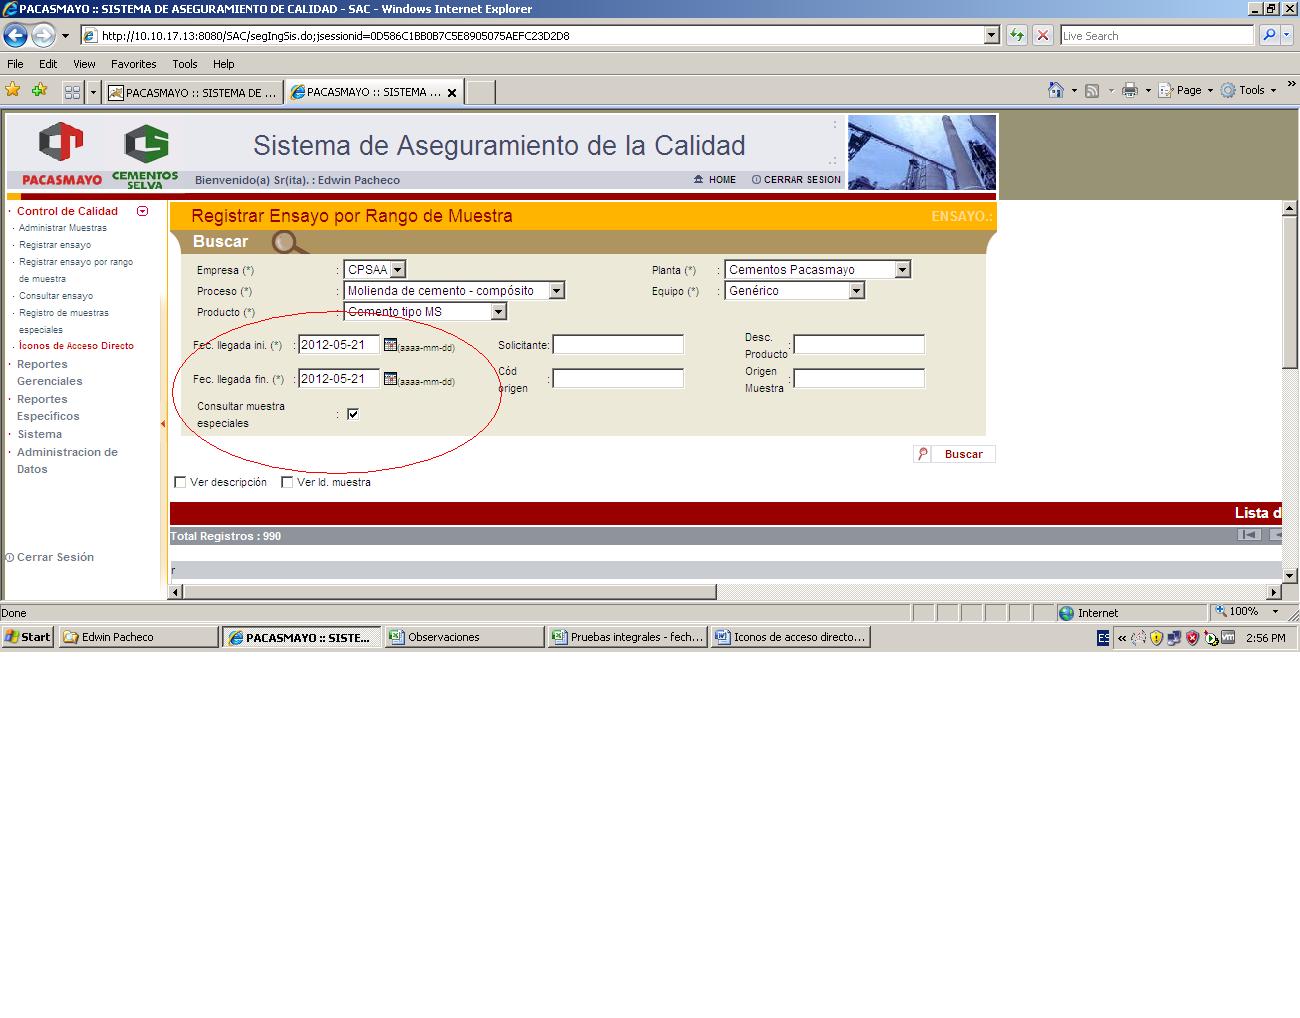 PACASMAYO :: SISTEMA DE ASEGURAMIENTO DE CALIDAD - SAC - Windows Internet Explorer
http://10.10.17.13:8080/SAC/segIngSis.do;jsessionid=0D586C1BB0B7C5E8905075AEFC23D2D8
Live Search
File Edit View Favorites Tools Help
PACASMAYO :: SISTEMA DE ...
PACASMAYO :: SISTEMA ...
Page Tools
PACASMAYO
CEMENTOS
SELVA
Sistema de Aseguramiento de la Calidad
Bienvenido(a) Sr(ita). : Edwin Pacheco
HOME CERRAR SESION
Control de Calidad
Administrar Muestras
Registrar ensayo
Registrar ensayo por rango
de muestra
Consultar ensayo
Registro de muestras
especiales
Íconos de Acceso Directo
Reportes
Gerenciales
Reportes
Específicos
Sistema
Administracion de
Datos
Cerrar Sesión
Registrar Ensayo por Rango de Muestra
ENSAYO.:
Buscar
Empresa (*) : CPSAA
Planta (*) : Cementos Pacasmayo
Proceso (*) : Molienda de cemento - compósito
Equipo (*) : Genérico
Producto (*) : Cemento tipo MS
Fec. llegada ini. (*) : 2012-05-21 (aaaa-mm-dd)
Solicitante:
Desc.
Producto :
Fec. llegada fin. (*) : 2012-05-21 (aaaa-mm-dd)
Cód
origen :
Origen
Muestra :
Consultar muestra
especiales :
Buscar
Ver descripción Ver Id. muestra
Lista d
Total Registros : 990
r
Done
Internet
100%
Start
Edwin Pacheco
PACASMAYO :: SISTE...
Observaciones
Pruebas integrales - fech...
Iconos de acceso directo...
ES
2:56 PM